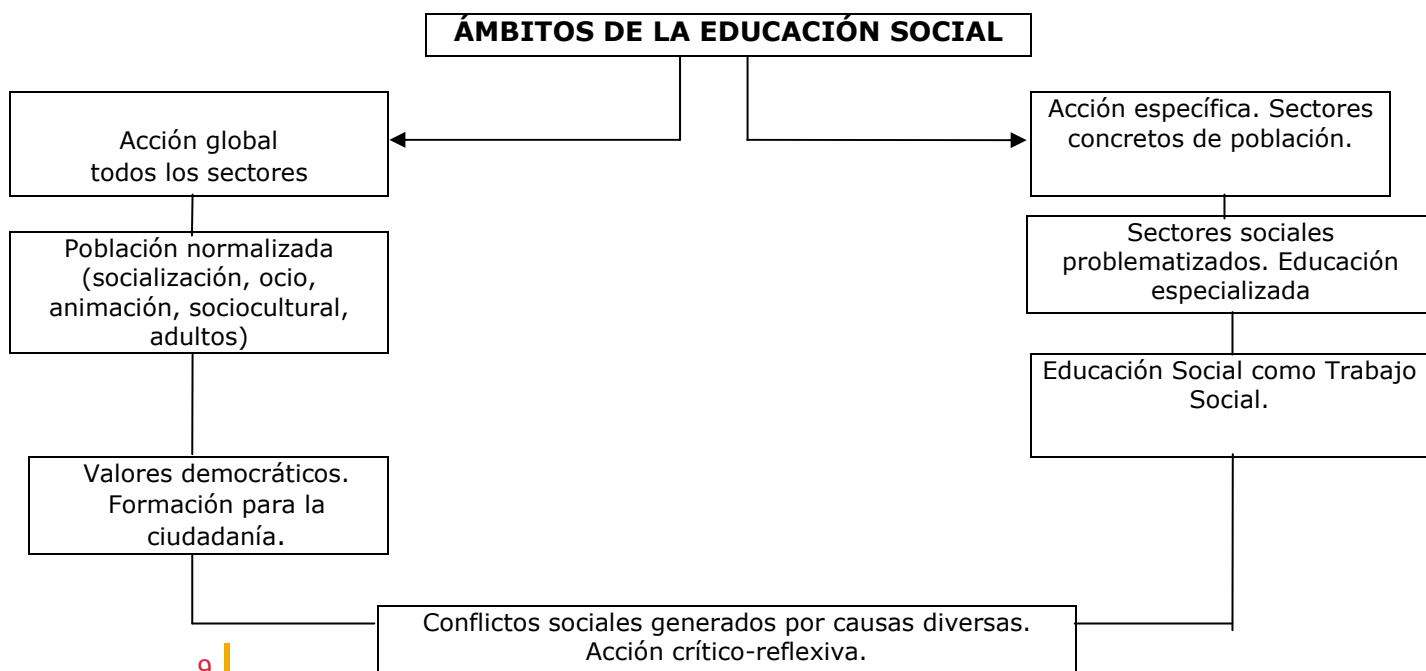 ÁMBITOS DE LA EDUCACIÓN SOCIAL
Acción global
todos los sectores
Acción específica. Sectores
concretos de población.
Población normalizada
(socialización, ocio,
animación, sociocultural,
adultos)
Sectores sociales
problematizados. Educación
especializada
Educación Social como Trabajo
Social.
Valores democráticos.
Formación para la
ciudadanía.
Conflictos sociales generados por causas diversas.
Acción crítico-reflexiva.
9